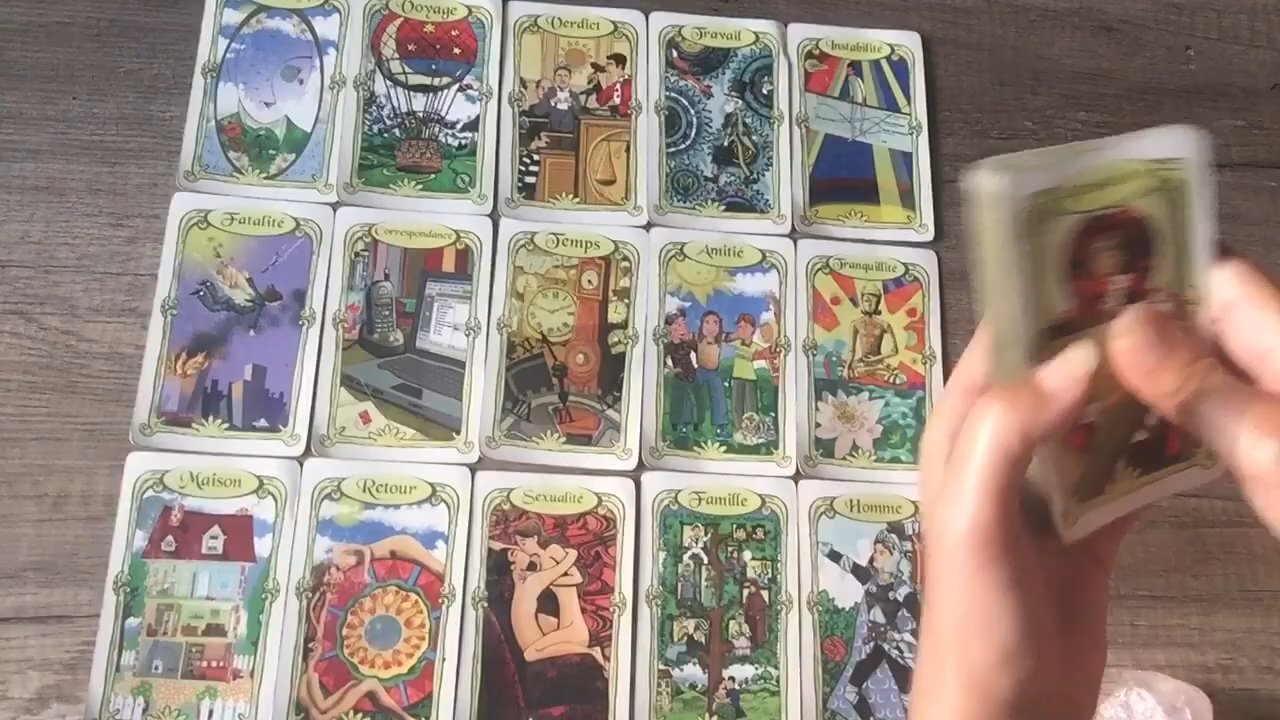 Voyage
Verdict
Travail
Instabilité
Fatalité
Correspondance
Temps
Amitié
Tranquillité
Maison
Retour
Sexualité
Famille
Homme